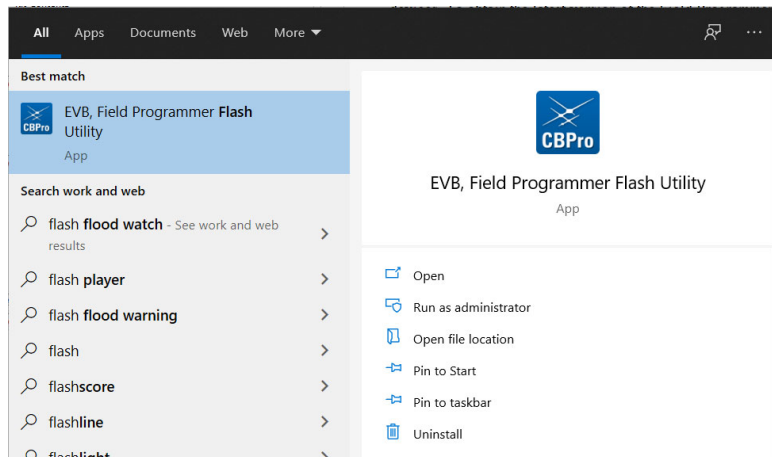 All Apps Documents Web More
Best match
CBPro
EVB, Field Programmer Flash
Utility
App
Search work and web
flash flood watch - See work and web
results
flash player
flash flood warning
flash
flashscore
flashline
flashlight
CBPro
EVB, Field Programmer Flash Utility
App
Open
Run as administrator
Open file location
Pin to Start
Pin to taskbar
Uninstall